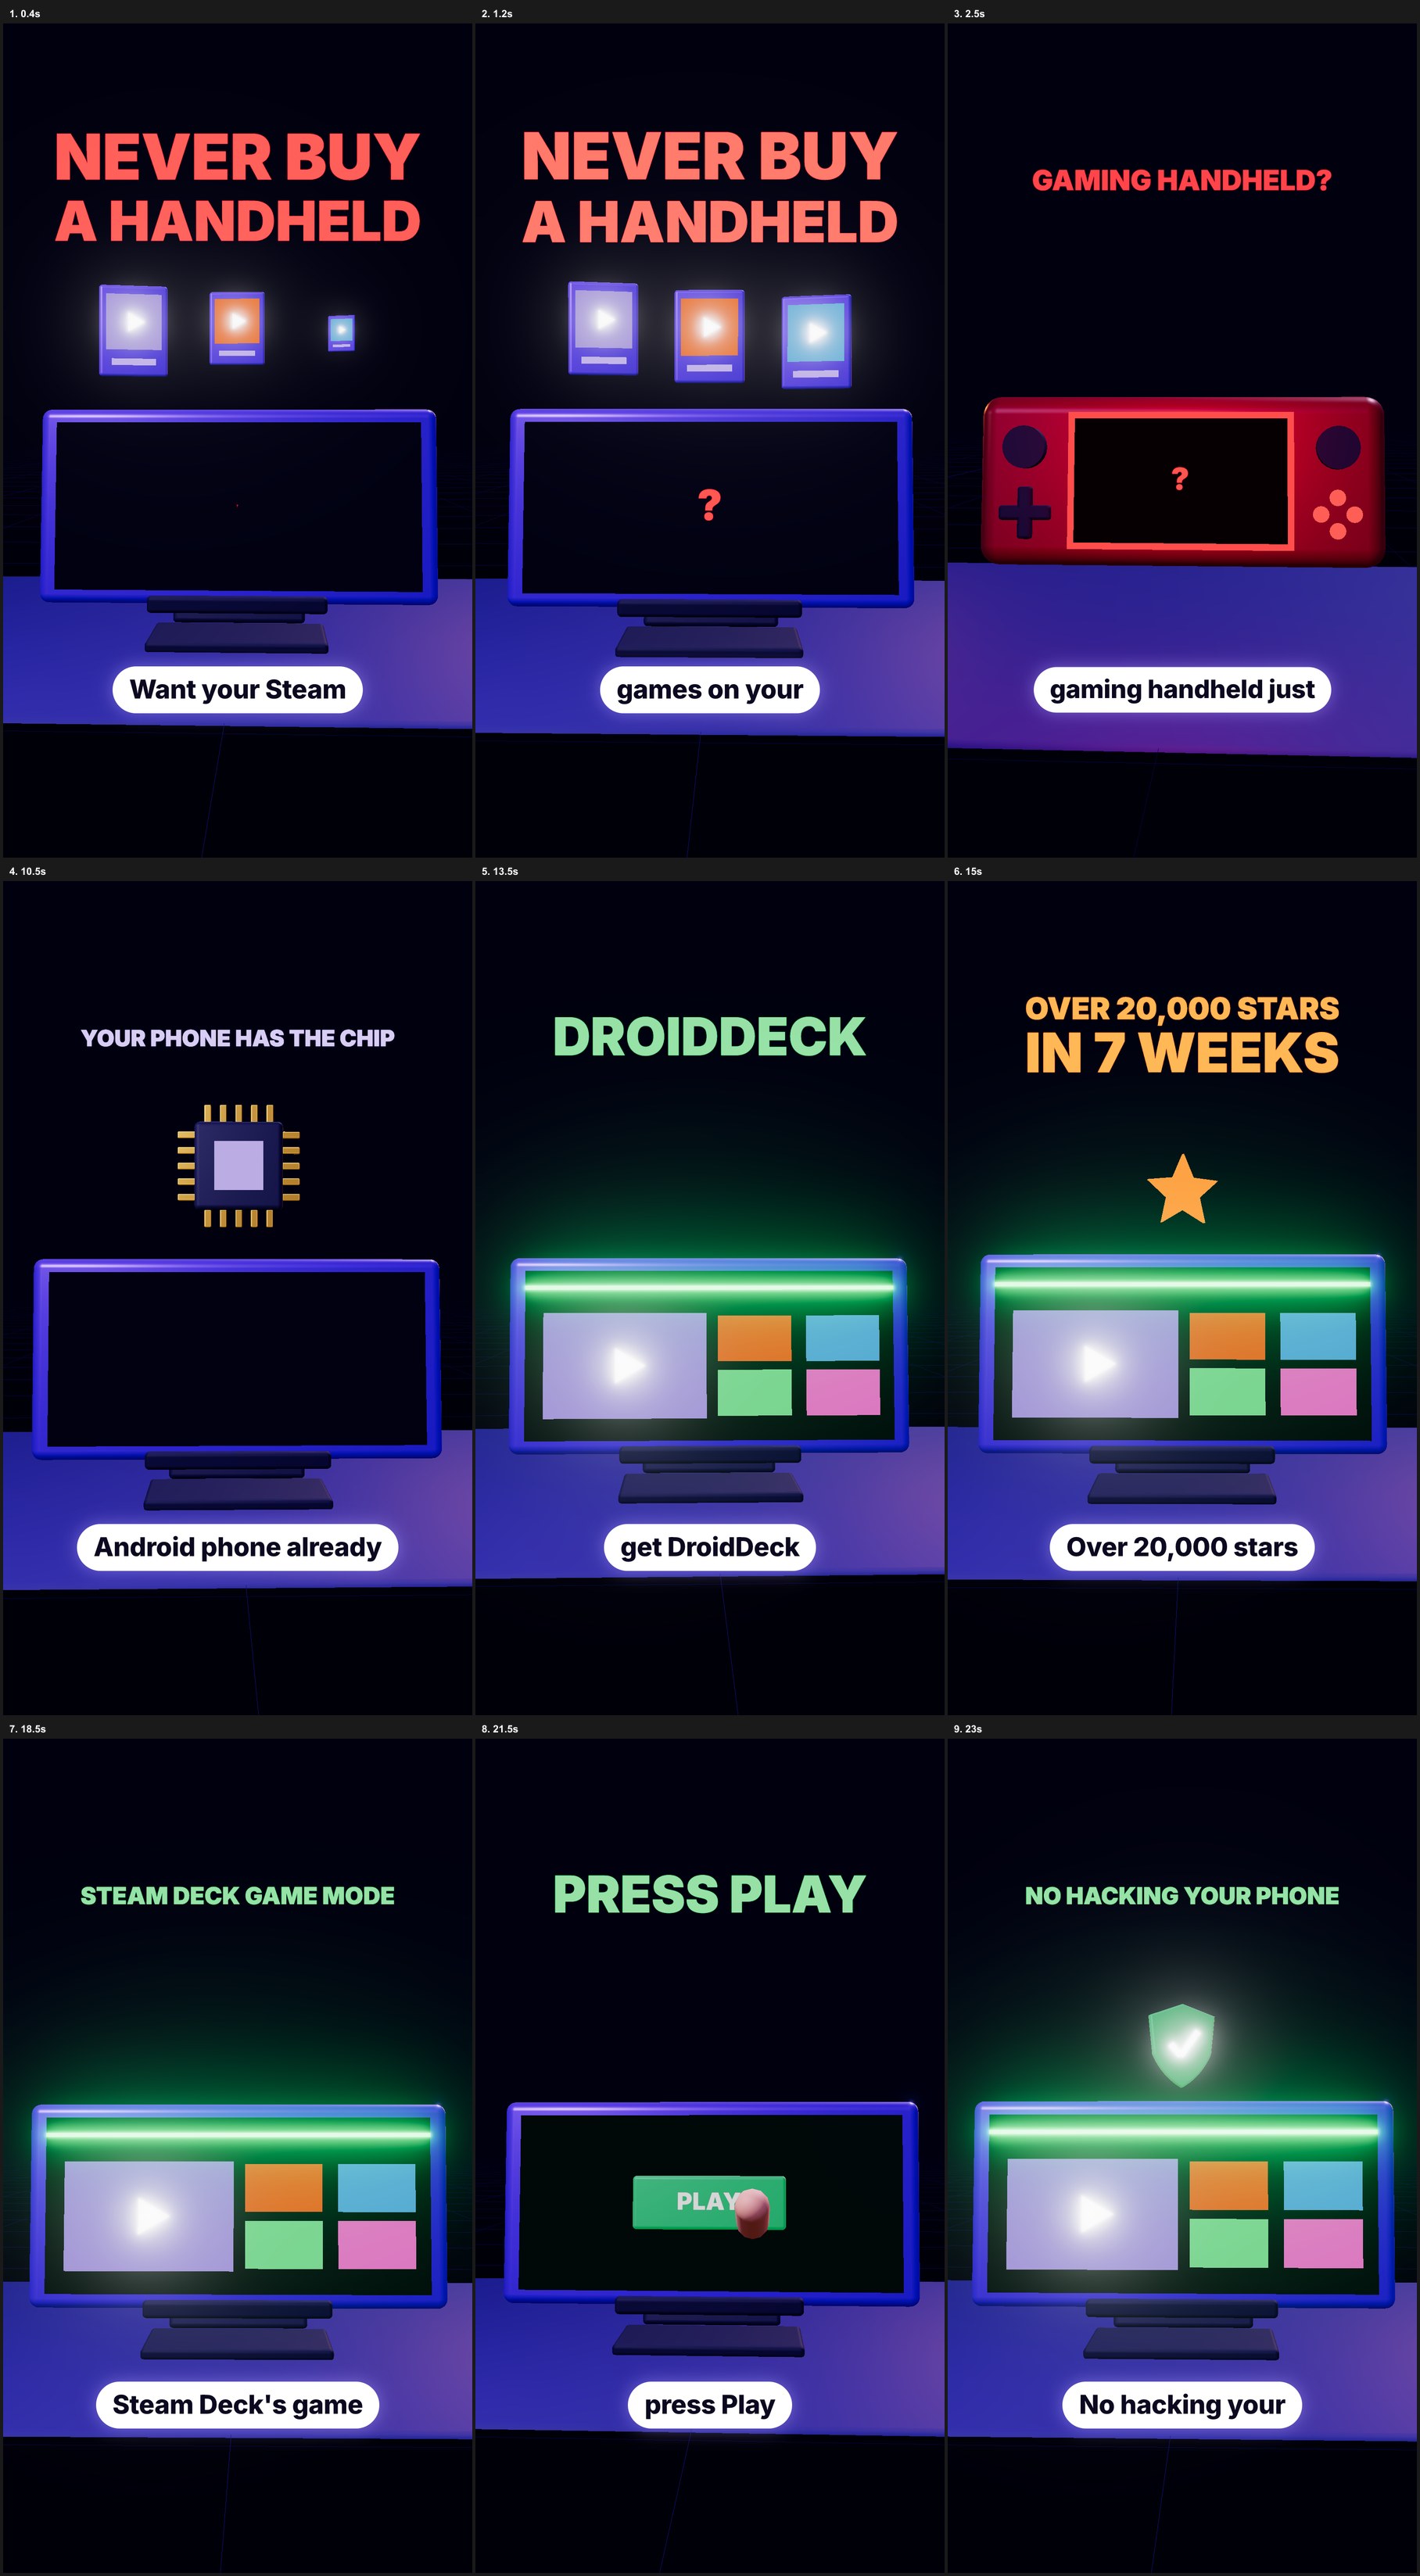 1. 0.4s
NEVER BUY
A HANDHELD
?
Want your Steam
2. 1.2s
NEVER BUY
A HANDHELD
?
games on your
3. 2.5s
GAMING HANDHELD?
?
gaming handheld just
4. 10.5s
YOUR PHONE HAS THE CHIP
Android phone already
5. 13.5s
DROIDDECK
get DroidDeck
6. 15s
OVER 20,000 STARS
IN 7 WEEKS
Over 20,000 stars
7. 18.5s
STEAM DECK GAME MODE
Steam Deck's game
8. 21.5s
PRESS PLAY
PLAY
press Play
9. 23s
NO HACKING YOUR PHONE
No hacking your